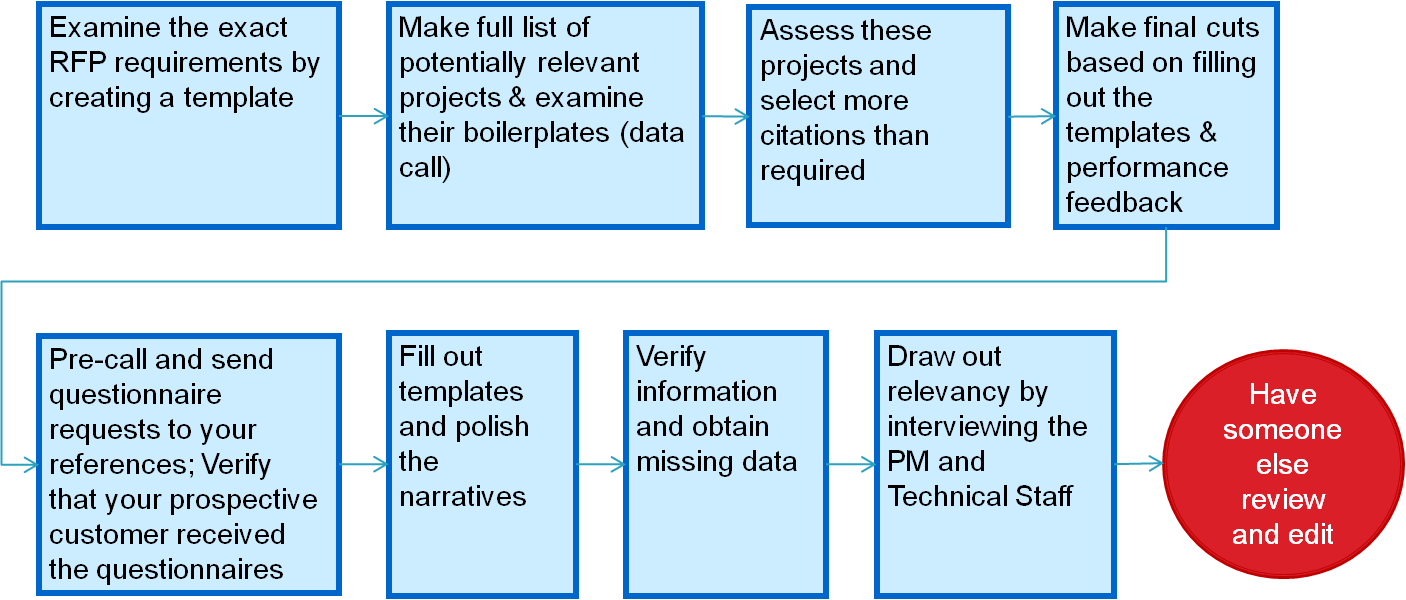 Examine the exact
RFP requirements by
creating a template
Make full list of
potentially relevant
projects & examine
their boilerplates (data
call)
Assess these
projects and
select more
citations than
required
Make final cuts
based on filling
out the
templates &
performance
feedback
Pre-call and send
questionnaire
requests to your
references; Verify
that your prospective
customer received
the questionnaires
Fill out
templates
and polish
the
narratives
Verify
information
and obtain
missing data
Draw out
relevancy by
interviewing the
PM and
Technical Staff
Have
someone
else
review
and edit